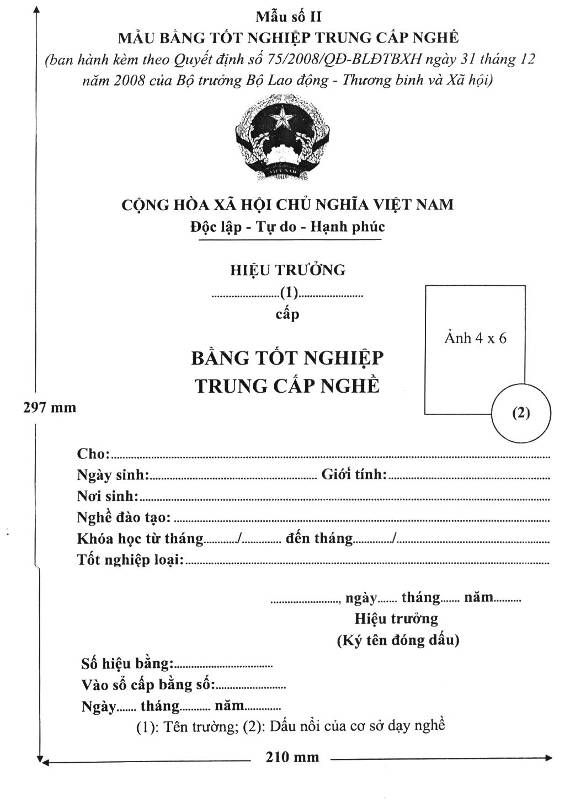 Mẫu số II
MẪU BẰNG TỐT NGHIỆP TRUNG CẤP NGHỀ
(ban hành kèm theo Quyết định số 75/2008/QĐ-BLĐTBXH ngày 31 tháng 12
năm 2008 của Bộ trưởng Bộ Lao động - Thương binh và Xã hội)
VIỆT NAM
CỘNG HÒA XÃ HỘI CHỦ NGHĨA VIỆT NAM
Độc lập - Tự do - Hạnh phúc
HIỆU TRƯỞNG
........................(1).......................
cấp
Ảnh 4 x 6
BẰNG TỐT NGHIỆP
TRUNG CẤP NGHỀ
297 mm
(2)
Cho:..............................
Ngày sinh:.............................. Giới tính:..............................
Nơi sinh:..............................
Nghề đào tạo: ..............................
Khóa học từ tháng........../............ đến tháng........../..............................
Tốt nghiệp loại:..............................
......................, ngày....... tháng....... năm..........
Hiệu trưởng
(Ký tên đóng dấu)
Số hiệu bằng:..............................
Vào sổ cấp bằng số:.......................
Ngày....... tháng........... năm............
(1): Tên trường; (2): Dấu nổi của cơ sở dạy nghề
210 mm